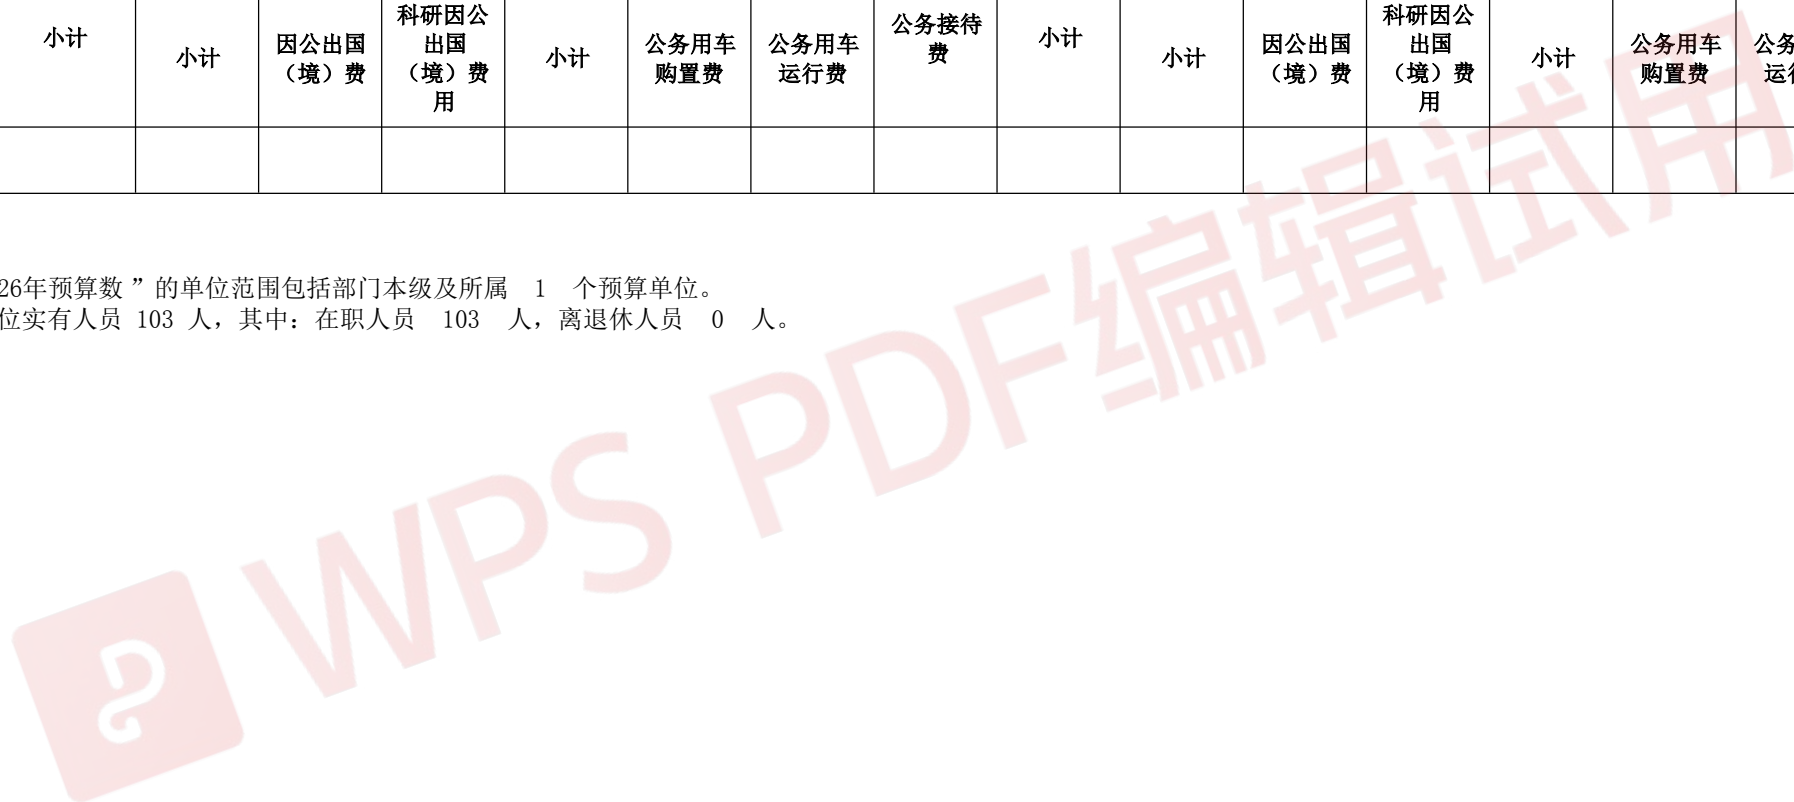 小计 小计 因公出国（境）费 科研因公出国（境）费用 小计 公务用车购置费 公务用车运行费 公务接待费 小计 小计 因公出国（境）费 科研因公出国（境）费用 小计 公务用车购置费 公务
26年预算数 ”的单位范围包括部门本级及所属 1 个预算单位。
位实有人员 103 人，其中：在职人员 103 人，离退休人员 0 人。
WPS PDF编辑试用